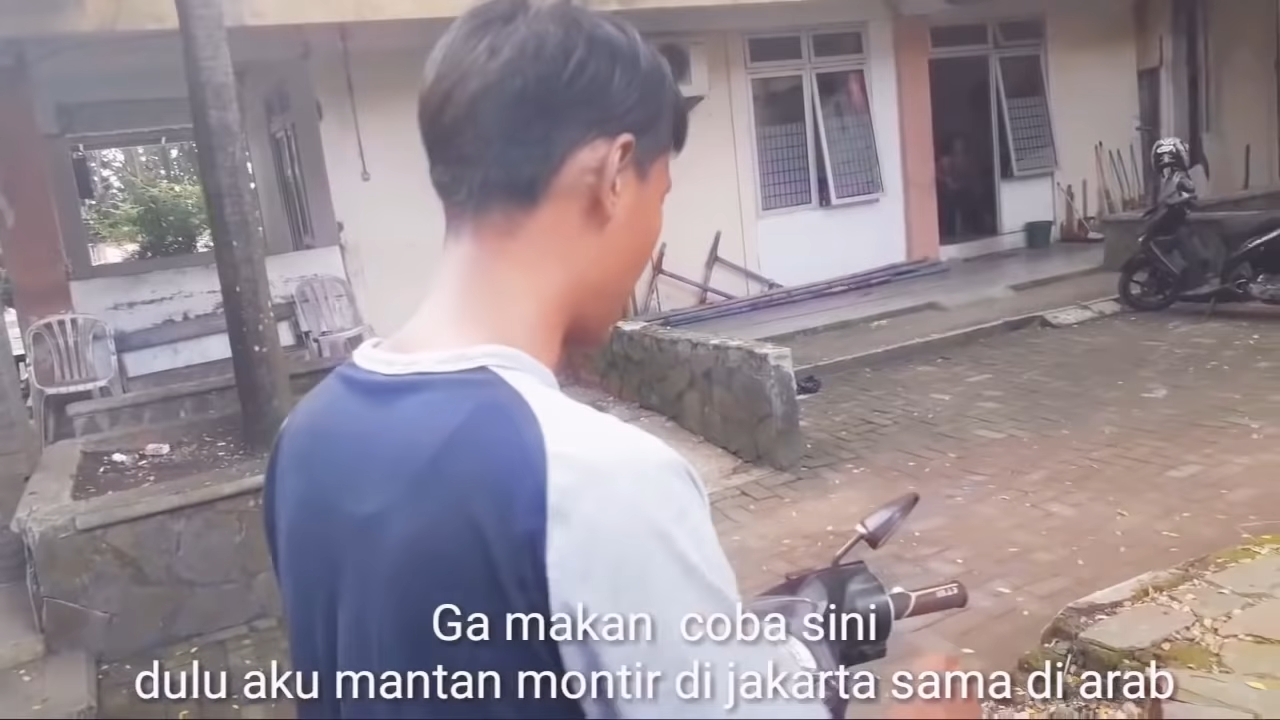 Ga makan  coba sini
dulu aku mantan montir di jakarta sama di arab